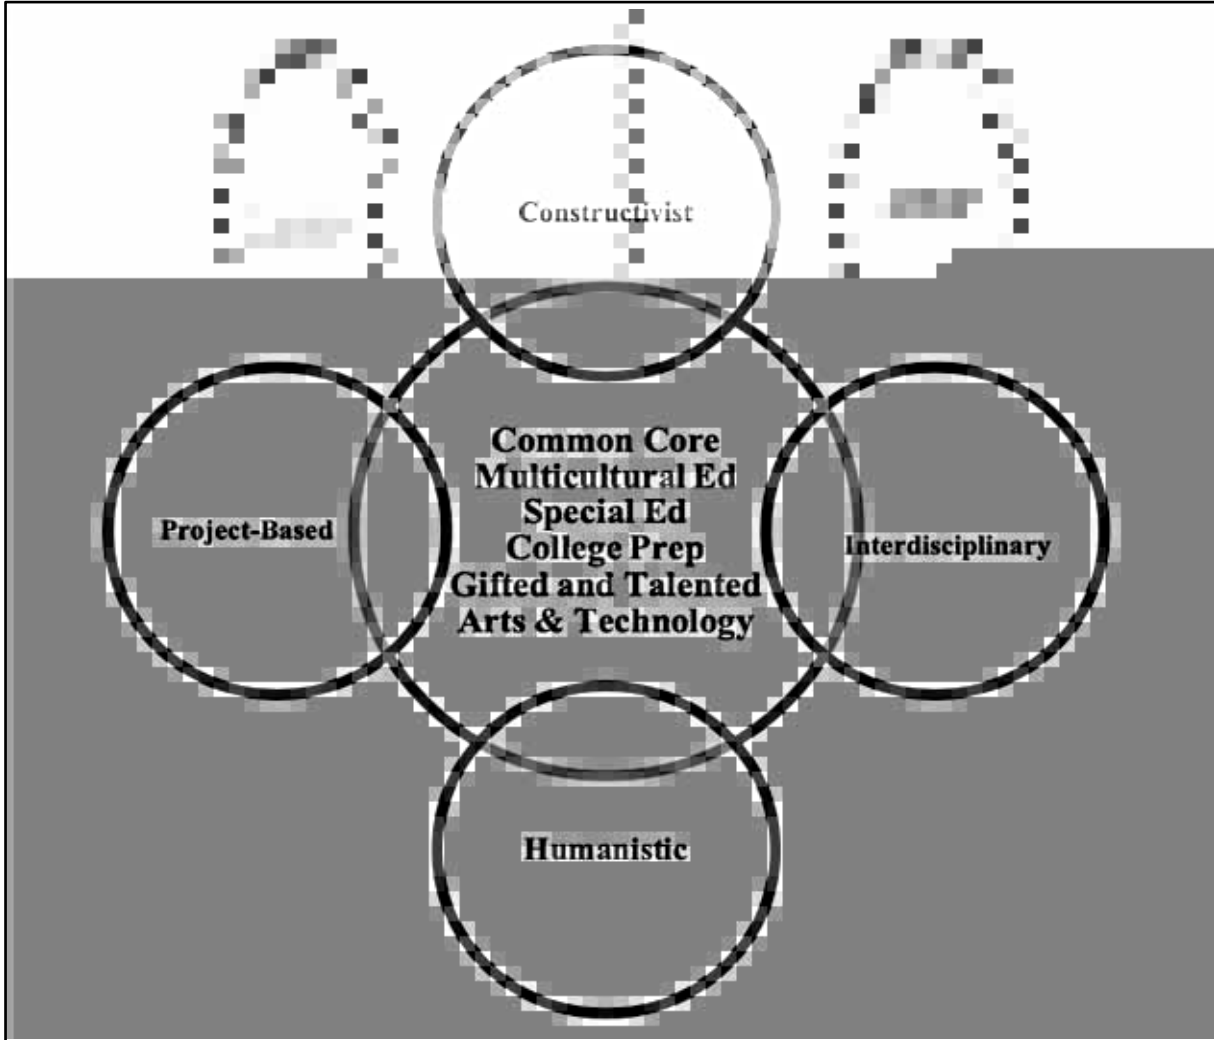 Constructivist
Common Core
Multicultural Ed
Special Ed
College Prep
Gifted and Talented
Arts & Technology
Project-Based
Interdisciplinary
Humanistic